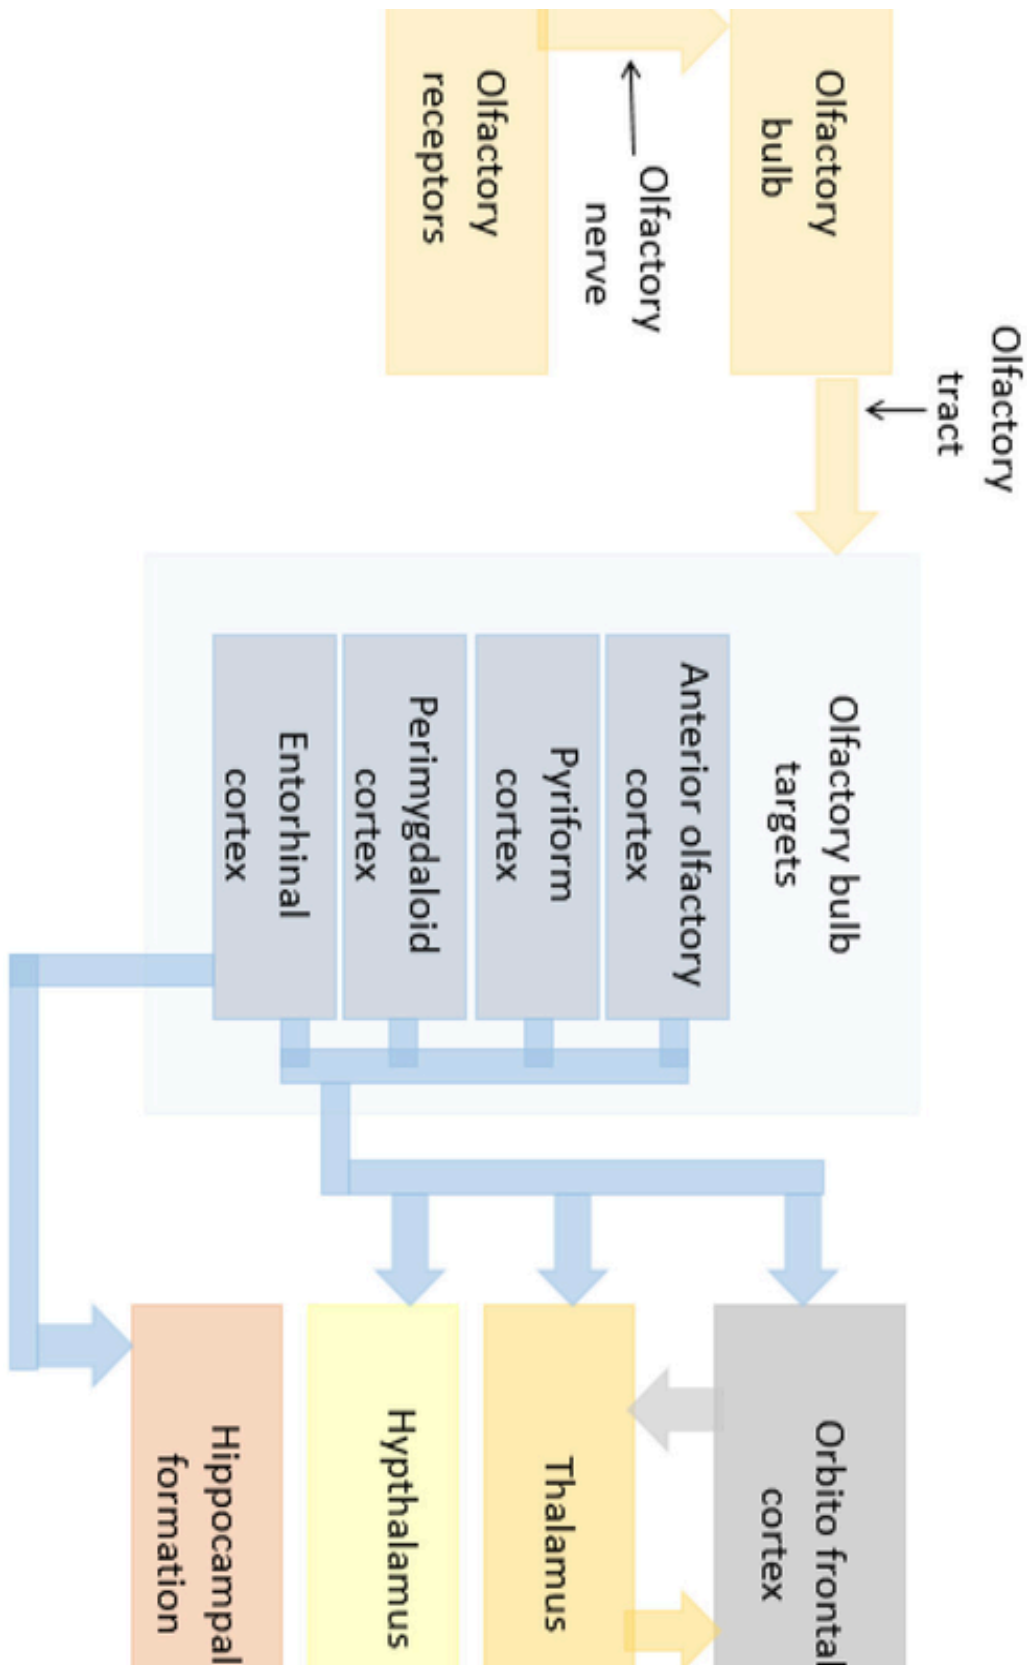 Olfactory
receptors
Olfactory
nerve
Olfactory
bulb
Olfactory
tract
Olfactory bulb
targets
Anterior olfactory
cortex
Pyriform
cortex
Perimygdaloid
cortex
Entorhinal
cortex
Orbito frontal
cortex
Thalamus
Hypthalamus
Hippocampal
formation